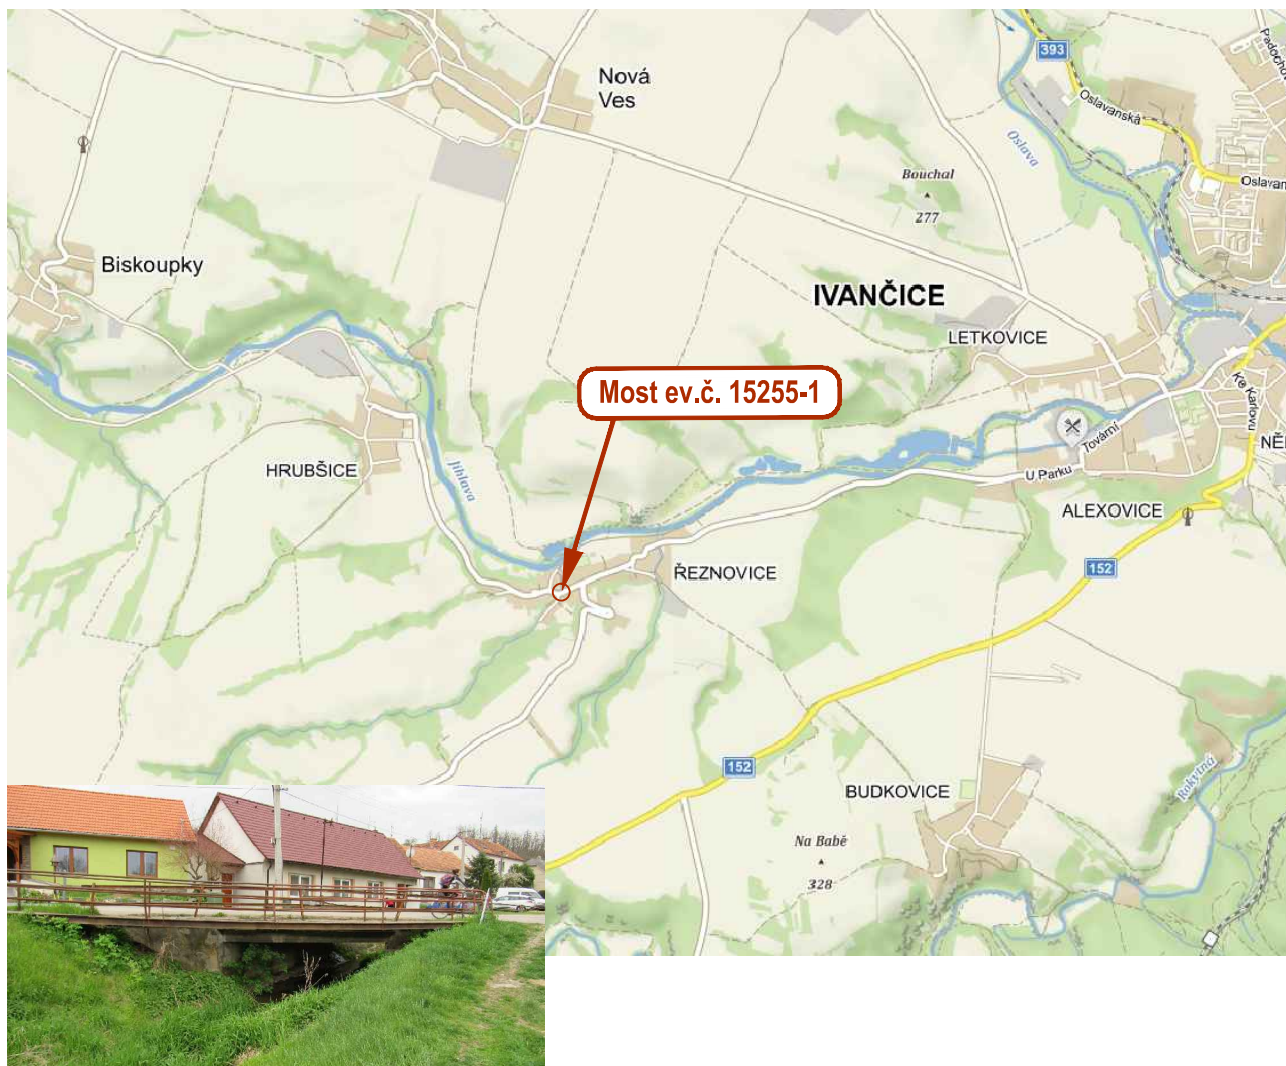 393
Padochov
Oslavanská
Nová
Ves
Oslava
Bouchal
277
Oslavan
Biskoupky
IVANČICE
LETKOVICE
Most ev.č. 15255-1
Ke Karlovu
Tovární
NĚ
HRUBŠICE
Jihlava
U Parku
ALEXOVICE
152
ŘEZNOVICE
152
BUDKOVICE
Rokytná
Na Babě
328